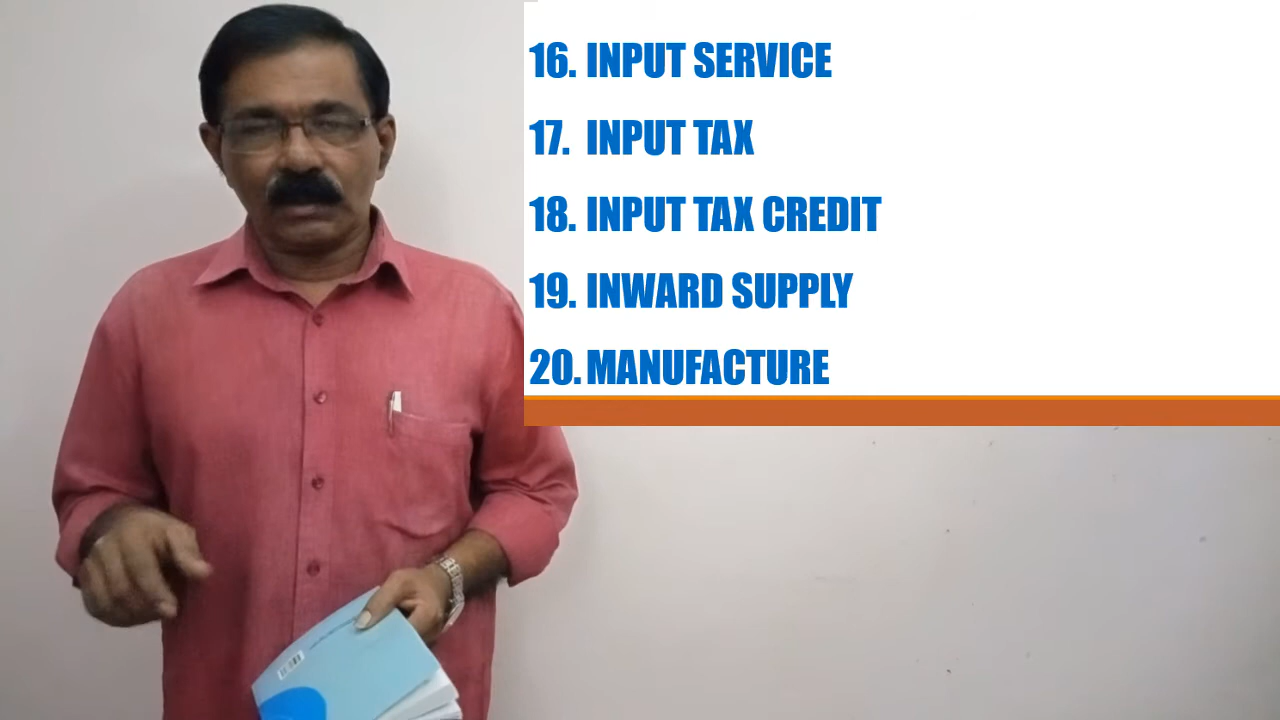 16. INPUT SERVICE
17. INPUT TAX
18. INPUT TAX CREDIT
19. INWARD SUPPLY
20. MANUFACTURE